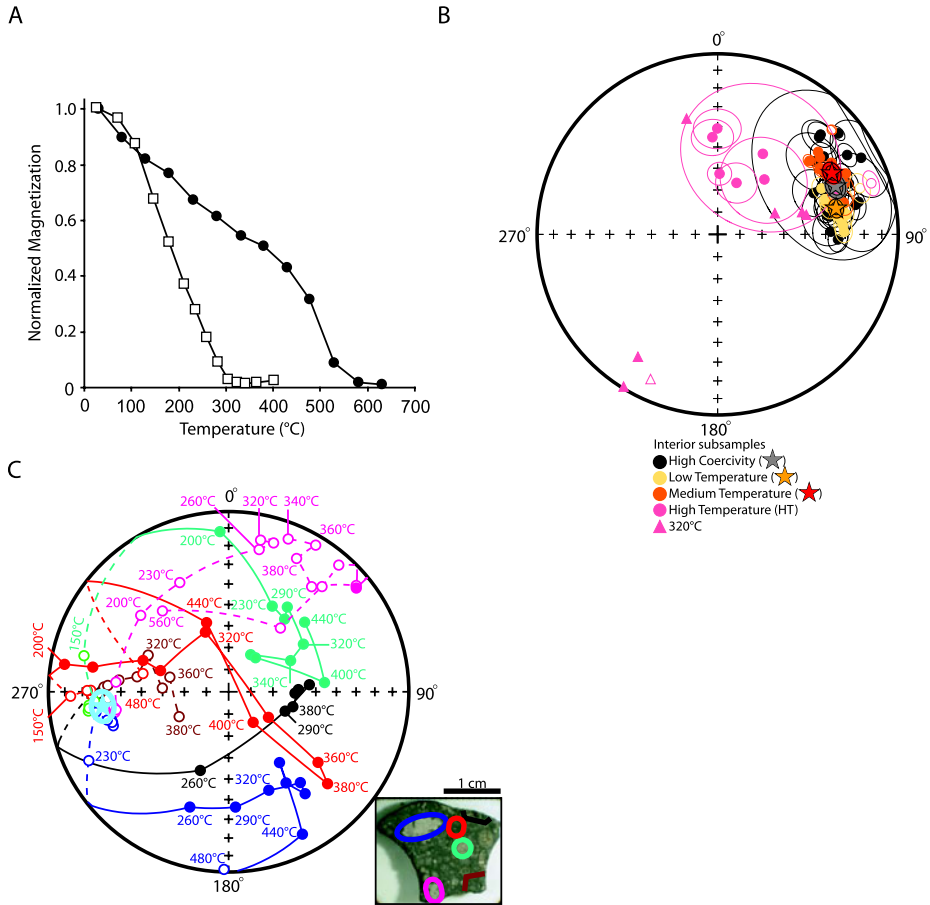 A
1.0
0.8
0.6
0.4
0.2
0
Normalized Magnetization
0 100 200 300 400 500 600 700
Temperature (°C)
B
0°
270° 90°
180°
Interior subsamples
High Coercivity ( )
Low Temperature ( )
Medium Temperature ( )
High Temperature (HT)
320°C
C
0°
260°C 320°C 340°C
360°C
200°C
380°C
230°C
290°C
200°C
440°C
230°C
440°C
560°C
150°C
200°C
320°C
320°C
320°C
360°C
340°C
400°C
270° 90°
480°C
380°C
150°C
380°C
400°C
290°C
230°C
360°C
260°C
320°C
380°C
1 cm
260°C
290°C
440°C
480°C
180°